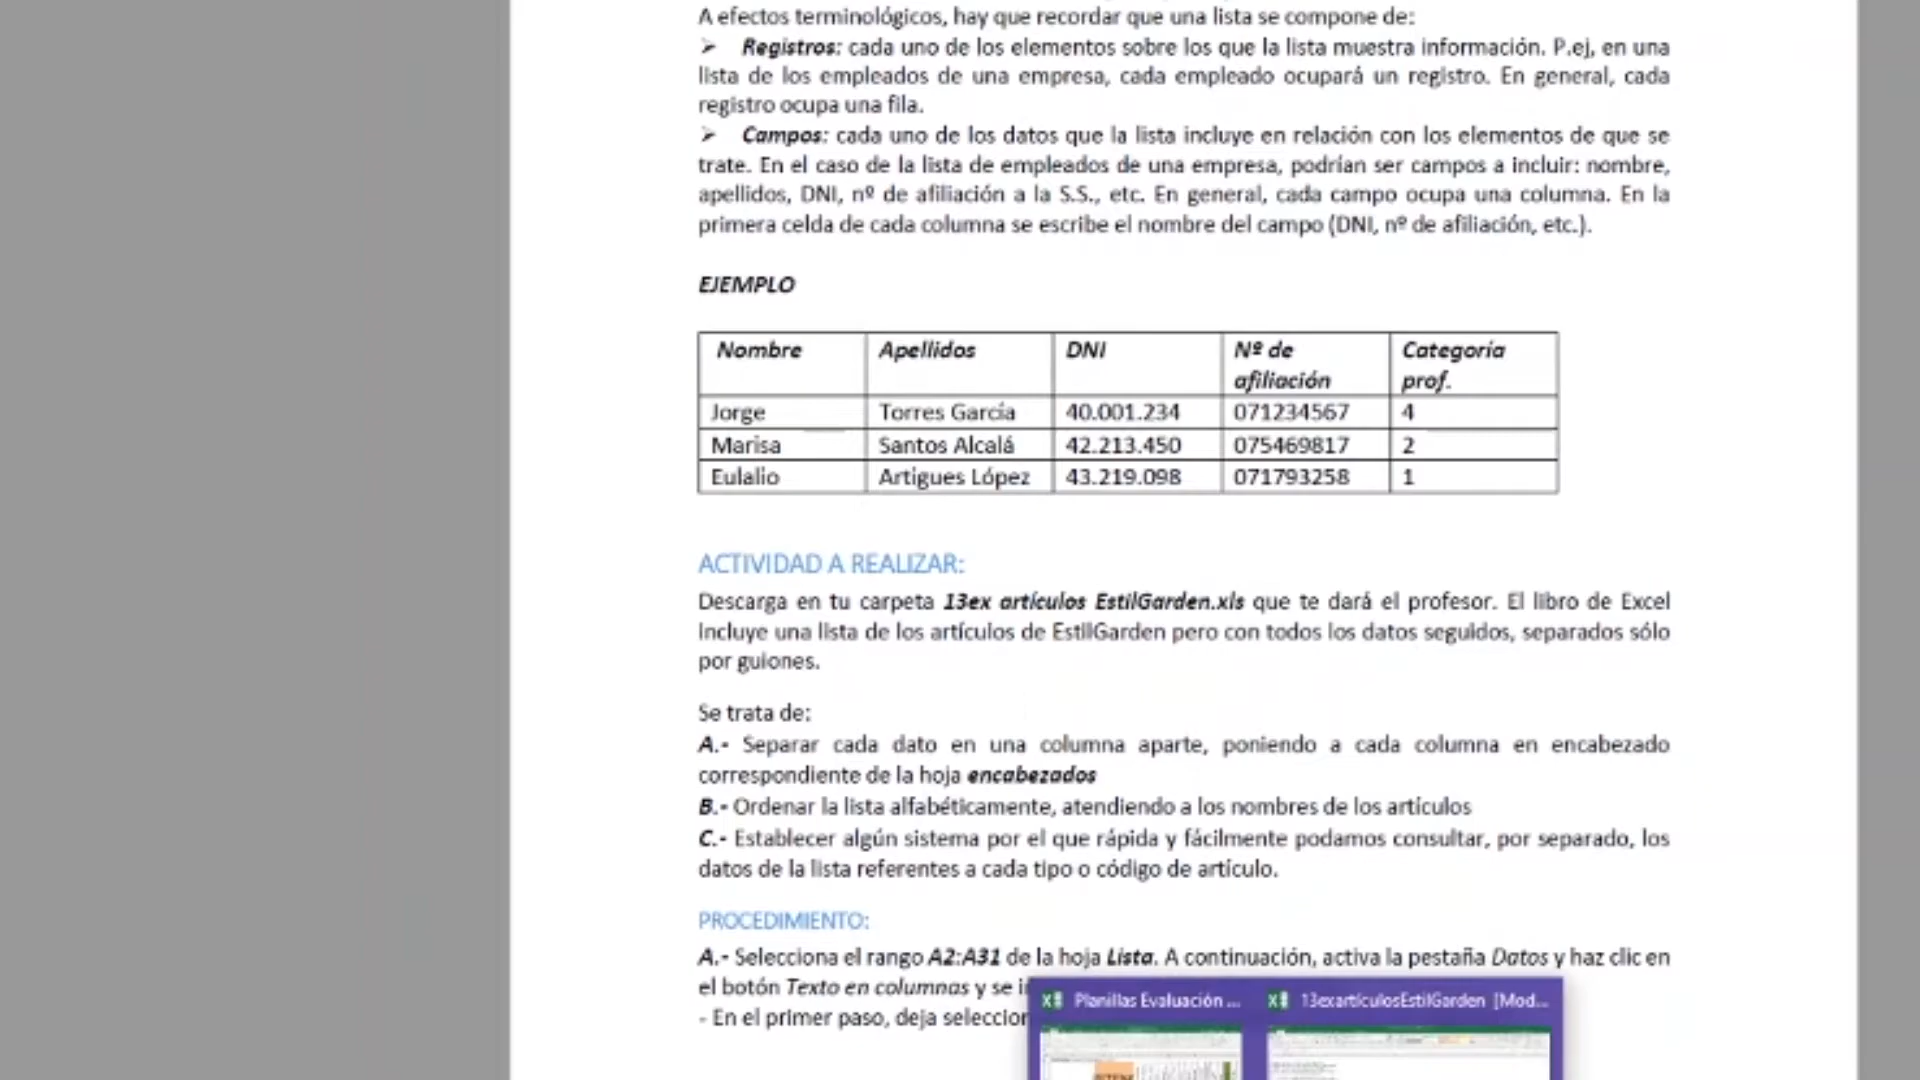 A efectos terminológicos, hay que recordar que una lista se compone de:
➢ Registros: cada uno de los elementos sobre los que la lista muestra información. P.ej, en una
lista de los empleados de una empresa, cada empleado ocupará un registro. En general, cada
registro ocupa una fila.
➢ Campos: cada uno de los datos que la lista incluye en relación con los elementos de que se
trate. En el caso de la lista de empleados de una empresa, podrían ser campos a incluir: nombre,
apellidos, DNI, nº de afiliación a la S.S., etc. En general, cada campo ocupa una columna. En la
primera celda de cada columna se escribe el nombre del campo (DNI, nº de afiliación, etc.).
EJEMPLO
Nombre Apellidos DNI Nº de afiliación Categoría prof.
Jorge Torres García 40.001.234 071234567 4
Marisa Santos Alcalá 42.213.450 075469817 2
Eulalio Artigues López 43.219.098 071793258 1
ACTIVIDAD A REALIZAR:
Descarga en tu carpeta 13ex artículos EstilGarden.xls que te dará el profesor. El libro de Excel
incluye una lista de los artículos de EstilGarden pero con todos los datos seguidos, separados sólo
por guiones.
Se trata de:
A.- Separar cada dato en una columna aparte, poniendo a cada columna en encabezado
correspondiente de la hoja encabezados
B.- Ordenar la lista alfabéticamente, atendiendo a los nombres de los artículos
C.- Establecer algún sistema por el que rápida y fácilmente podamos consultar, por separado, los
datos de la lista referentes a cada tipo o código de artículo.
PROCEDIMIENTO:
A.- Selecciona el rango A2:A31 de la hoja Lista. A continuación, activa la pestaña Datos y haz clic en
el botón Texto en columnas y se i
- En el primer paso, deja seleccion
Planillas Evaluación ...
13exartículosEstilGarden [Mod...